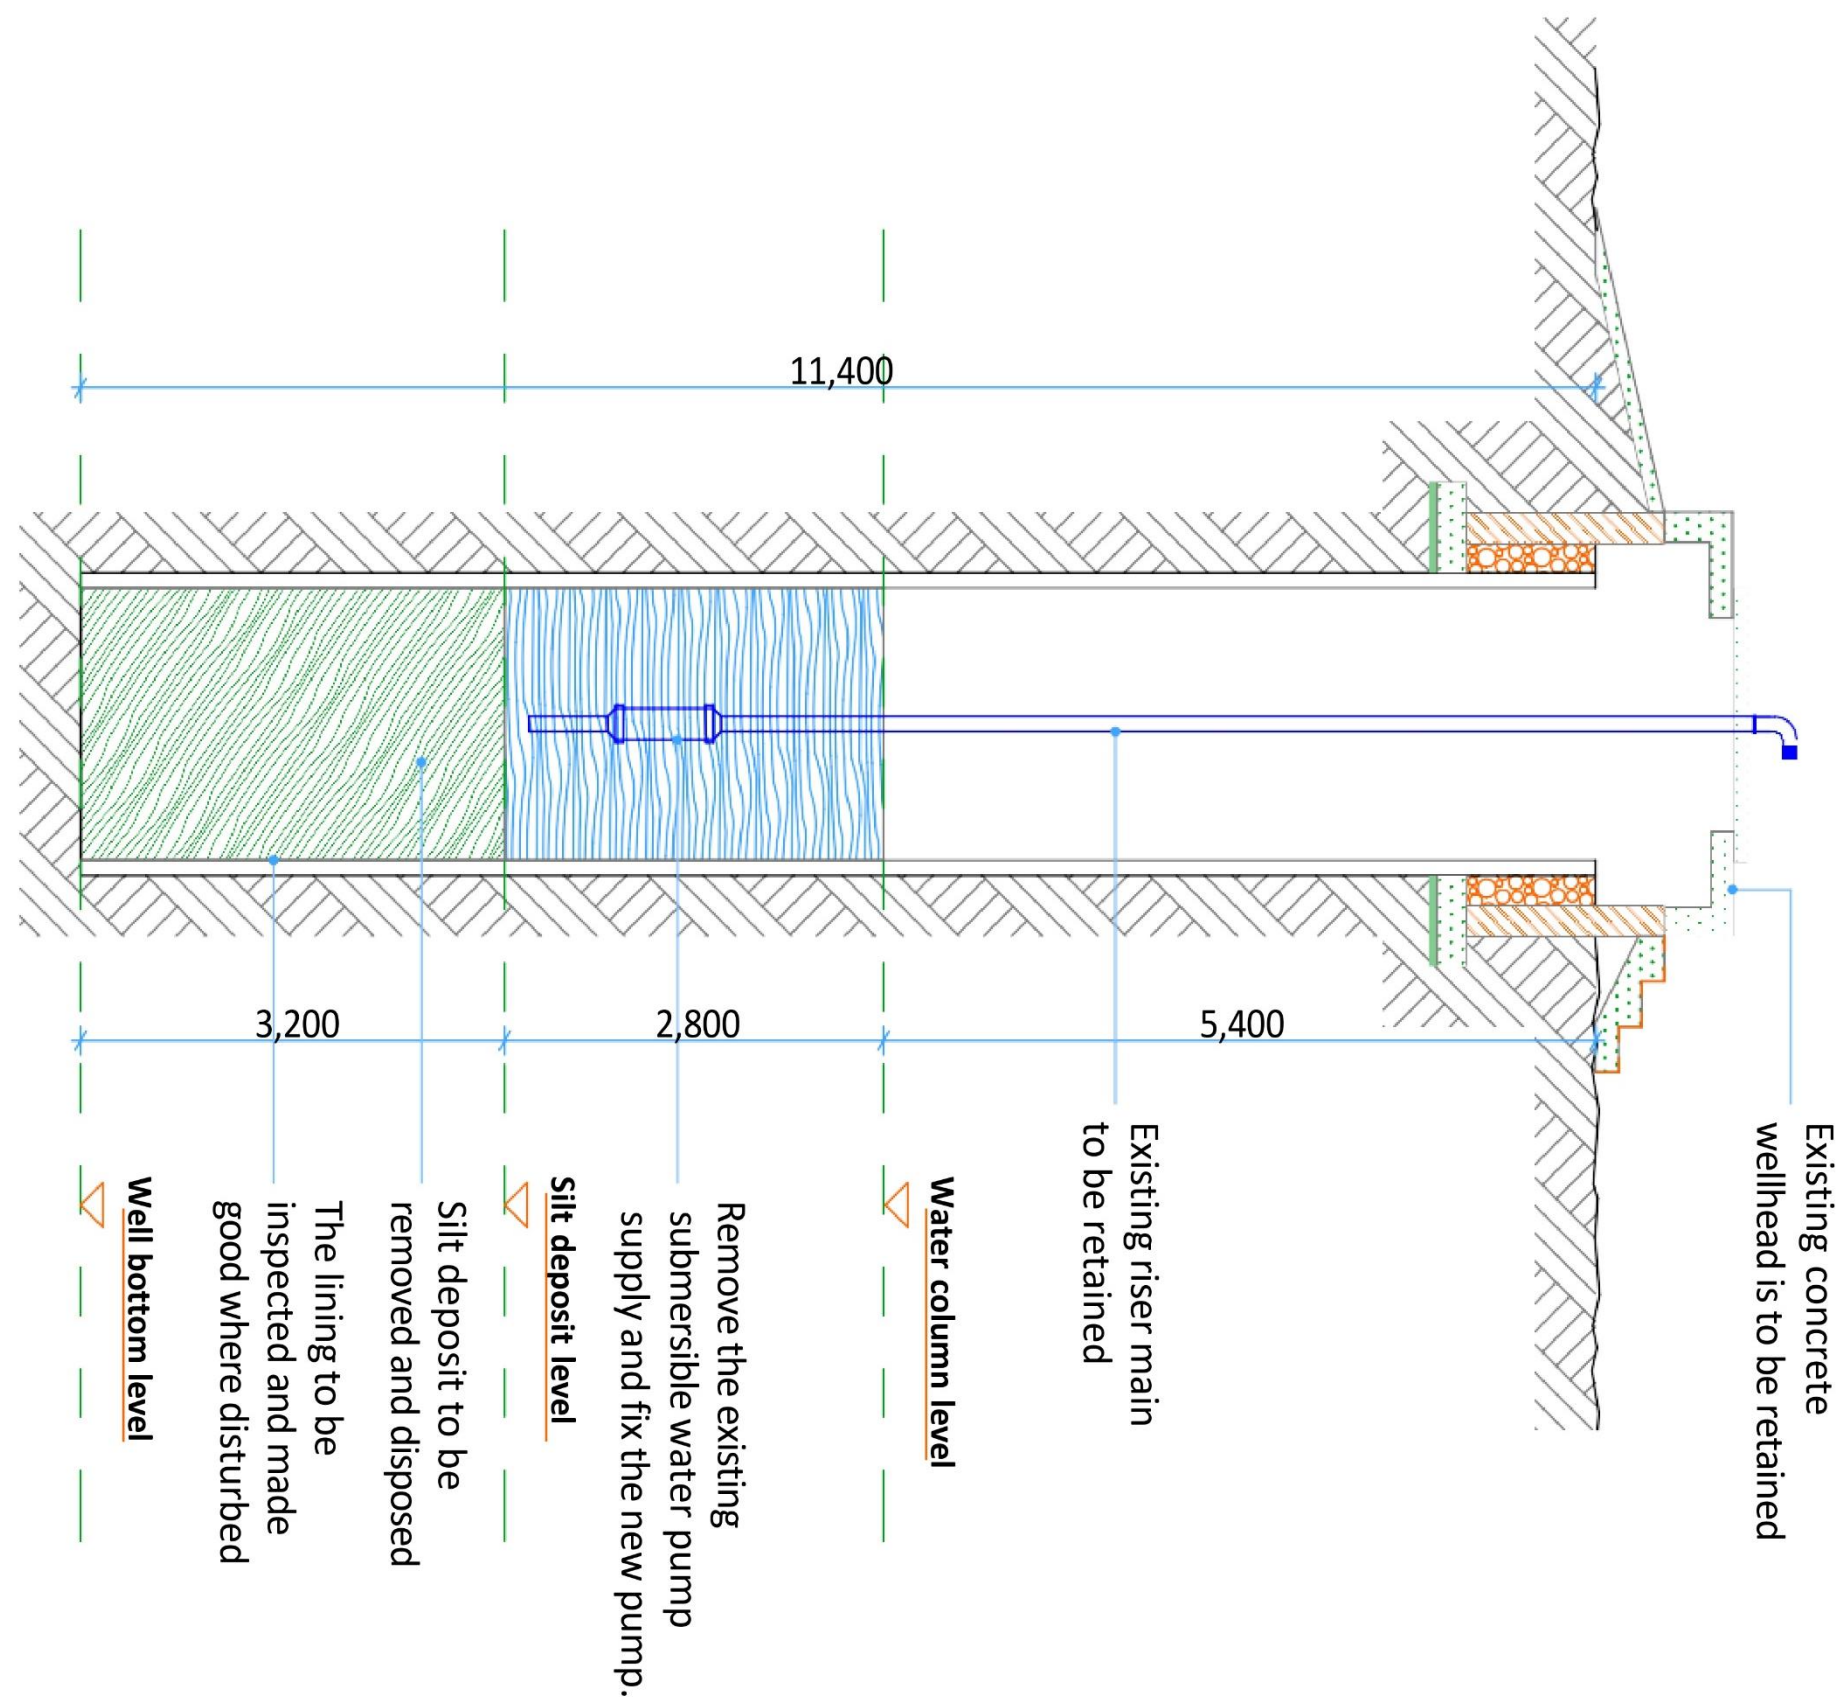 Existing concrete
wellhead is to be retained
Existing riser main
to be retained
5,400
11,400
Water column level
2,800
Remove the existing
submersible water pump
supply and fix the new pump.
Silt deposit level
3,200
Silt deposit to be
removed and disposed
The lining to be
inspected and made
good where disturbed
Well bottom level